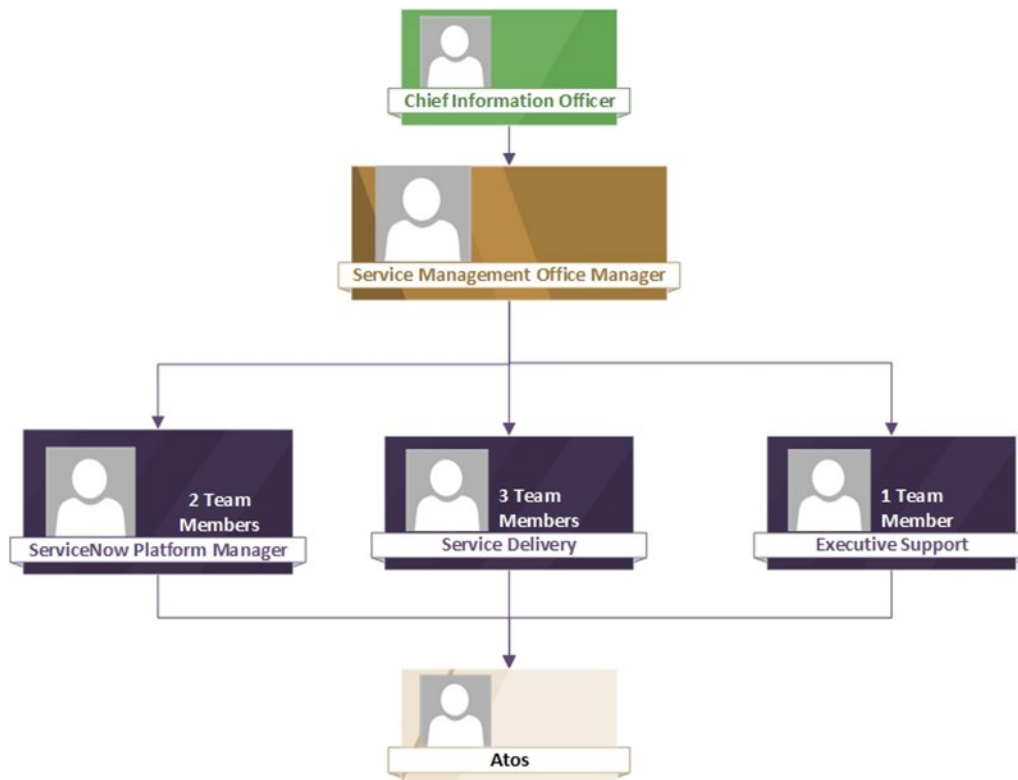 Chief Information Officer
Service Management Office Manager
2 Team
Members
ServiceNow Platform Manager
3 Team
Members
Service Delivery
1 Team
Member
Executive Support
Atos